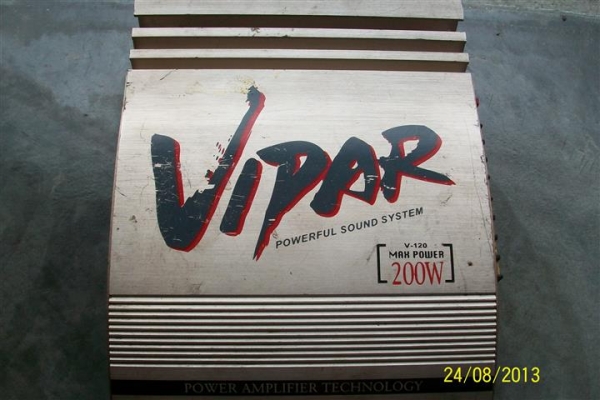 VIPAR
POWERFUL SOUND SYSTEM
V-120
MAX POWER
200W
POWER AMPLIFIER TECHNOLOGY
24/08/2013